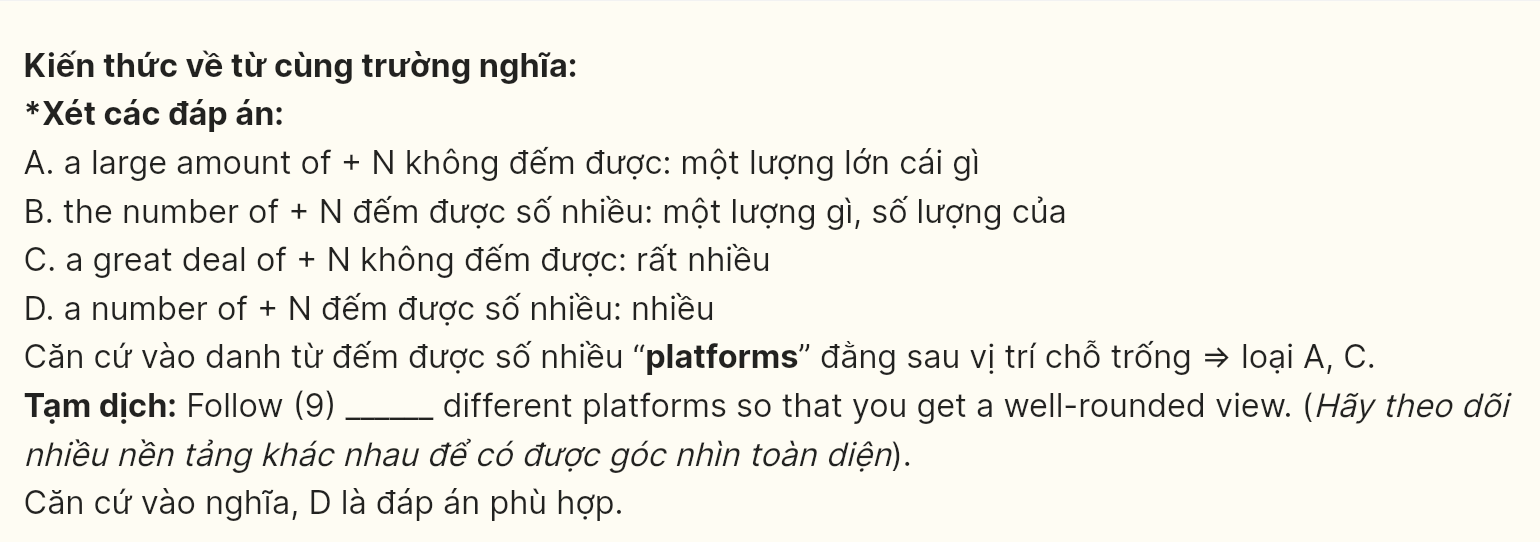 Kiến thức về từ cùng trường nghĩa:
*Xét các đáp án:
A. a large amount of + N không đếm được: một lượng lớn cái gì
B. the number of + N đếm được số nhiều: một lượng gì, số lượng của
C. a great deal of + N không đếm được: rất nhiều
D. a number of + N đếm được số nhiều: nhiều
Căn cứ vào danh từ đếm được số nhiều “platforms” đằng sau vị trí chỗ trống ⇒ loại A, C.
Tạm dịch: Follow (9) ______ different platforms so that you get a well-rounded view. (Hãy theo dõi
nhiều nền tảng khác nhau để có được góc nhìn toàn diện).
Căn cứ vào nghĩa, D là đáp án phù hợp.